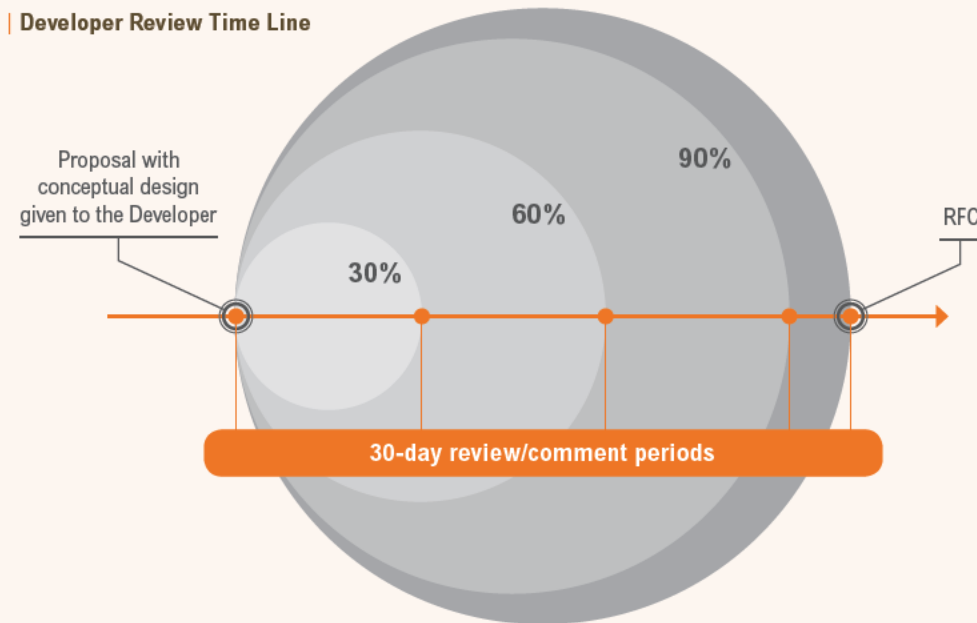 | Developer Review Time Line
Proposal with
conceptual design
given to the Developer
30%
60%
90%
RFC
30-day review/comment periods